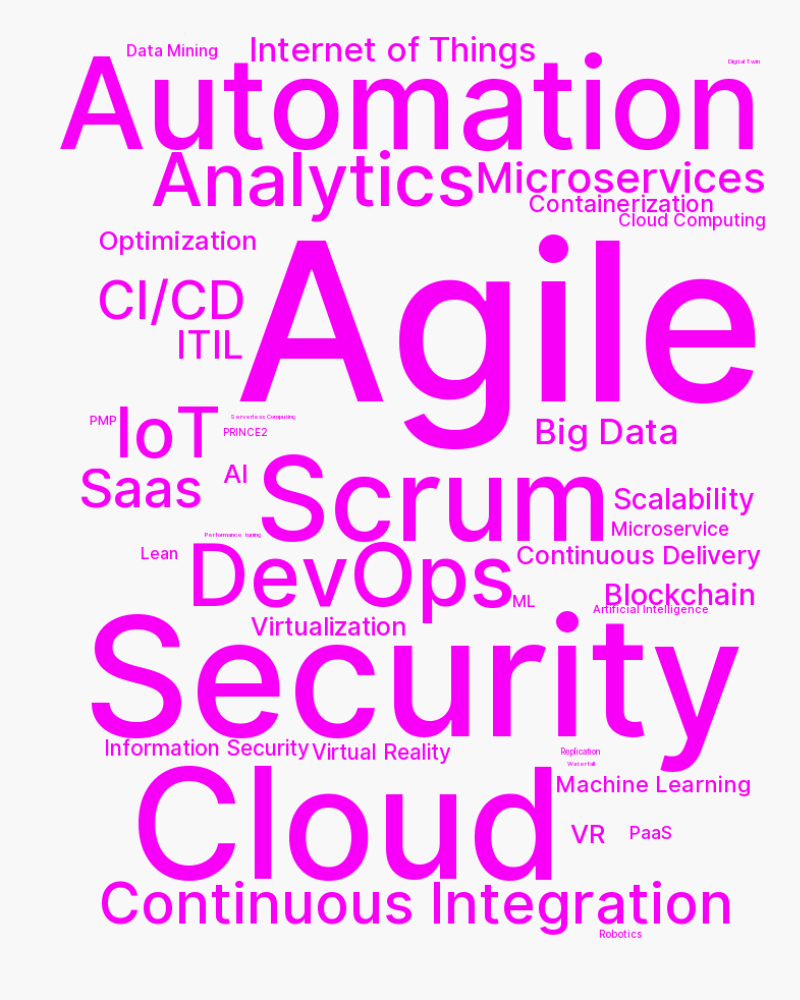 Internet of Things
Data Mining
Digital Twin
Automation
Analytics
Microservices
Containerization
Cloud Computing
Optimization
Agile
CI/CD
ITIL
PMP
IoT
Serverless Computing
PRINCE2
Big Data
AI
Saas
Scrum
Scalability
Microservice
Performance tuning
Lean
DevOps
Continuous Delivery
ML
Blockchain
Artificial Intelligence
Virtualization
Security
Information Security
Virtual Reality
Replication
Waterfall
Cloud
Machine Learning
VR
PaaS
Continuous Integration
Robotics